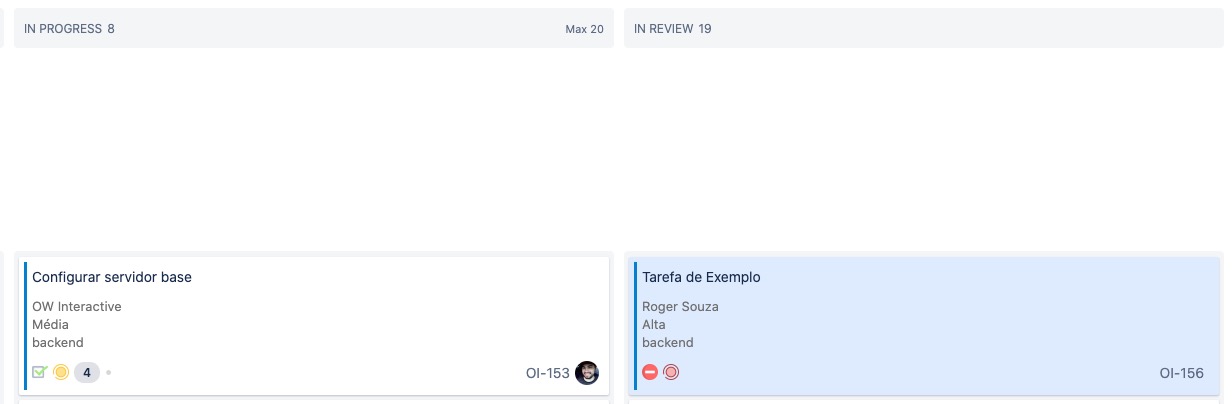 IN PROGRESS 8
Max 20
IN REVIEW 19
Configurar servidor base
OW Interactive
Média
backend
4
OI-153
Tarefa de Exemplo
Roger Souza
Alta
backend
OI-156